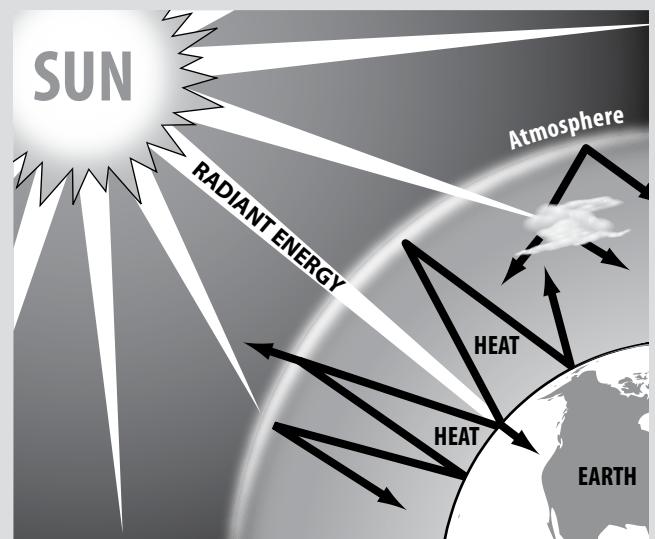 SUN
Atmosphere
RADIANT ENERGY
HEAT
HEAT
EARTH